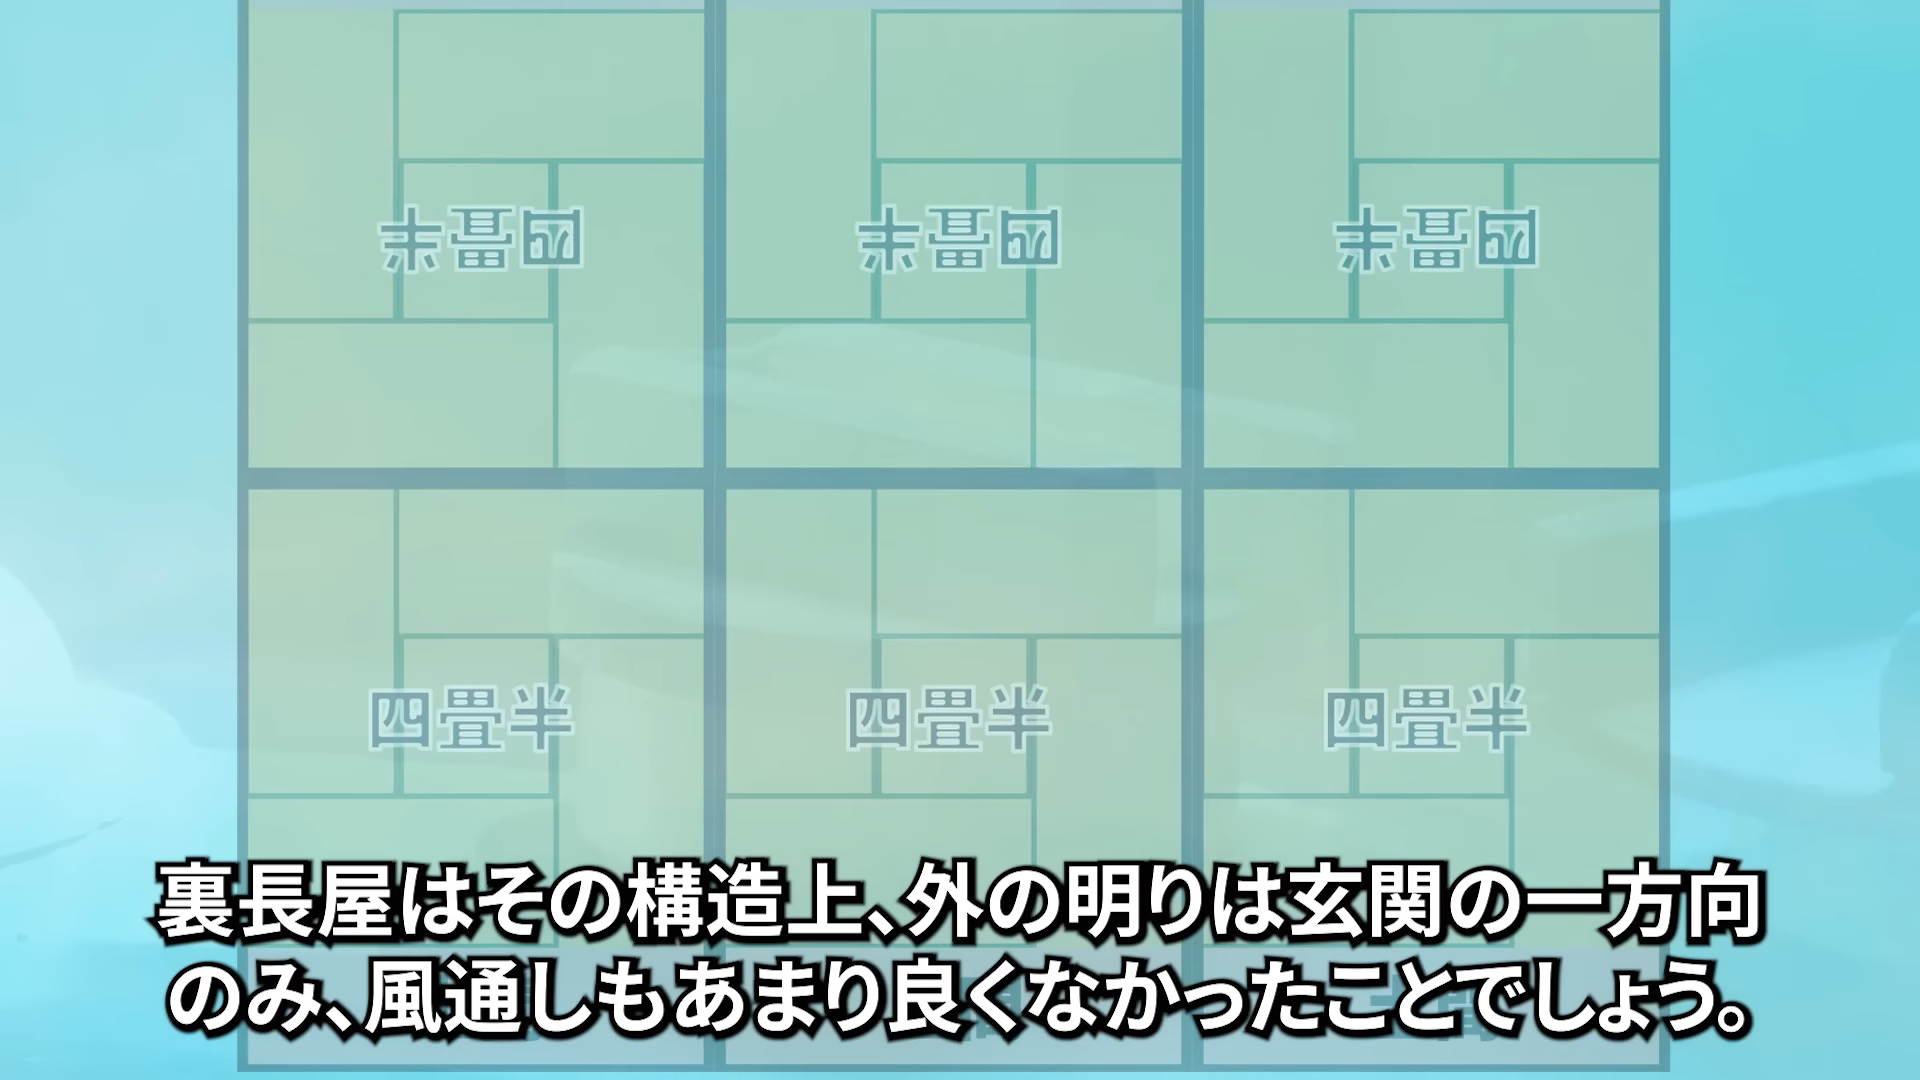 四畳半 四畳半 四畳半
四畳半 四畳半 四畳半
裏長屋はその構造上、外の明りは玄関の一方向
のみ、風通しもあまり良くなかったことでしょう。